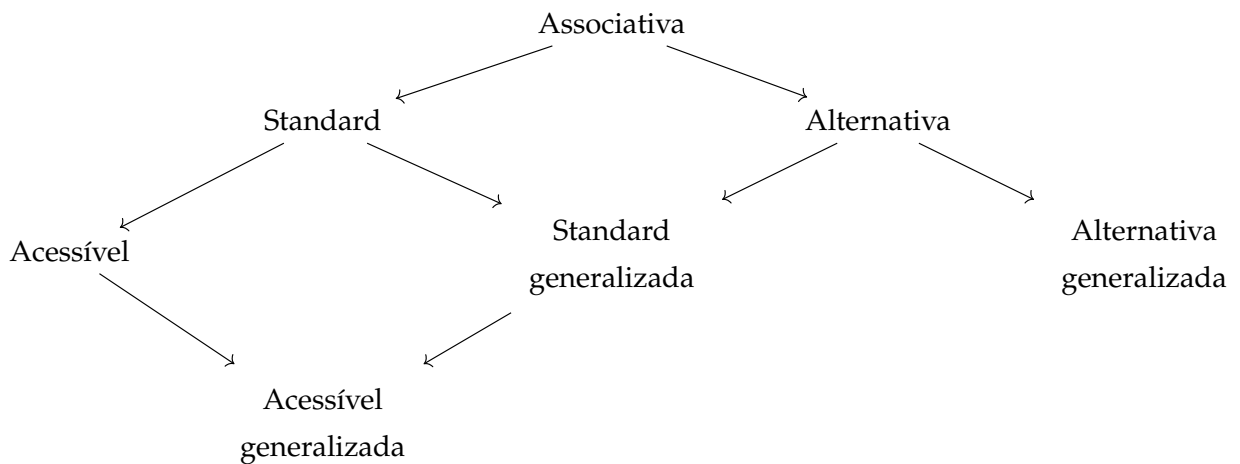 Associativa
Standard
Alternativa
Acessível
Standard
generalizada
Alternativa
generalizada
Acessível
generalizada